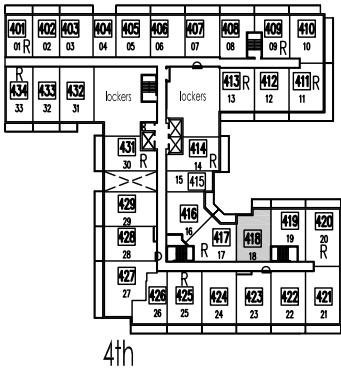 401 402 403 404 405 406 407 408 409 410
01 R 02 03 04 05 06 07 08 09 R 10
R
434 433 432 lockers lockers 413 R 412 411 R
33 32 31 13 12 11
431 414
30 R 14 R
15 415
429
29
416
16
428
28
417 418 419 420
R 17 18 19 20
R
427
27
R
426 425 424 423 422 421
26 25 24 23 22 21
4th